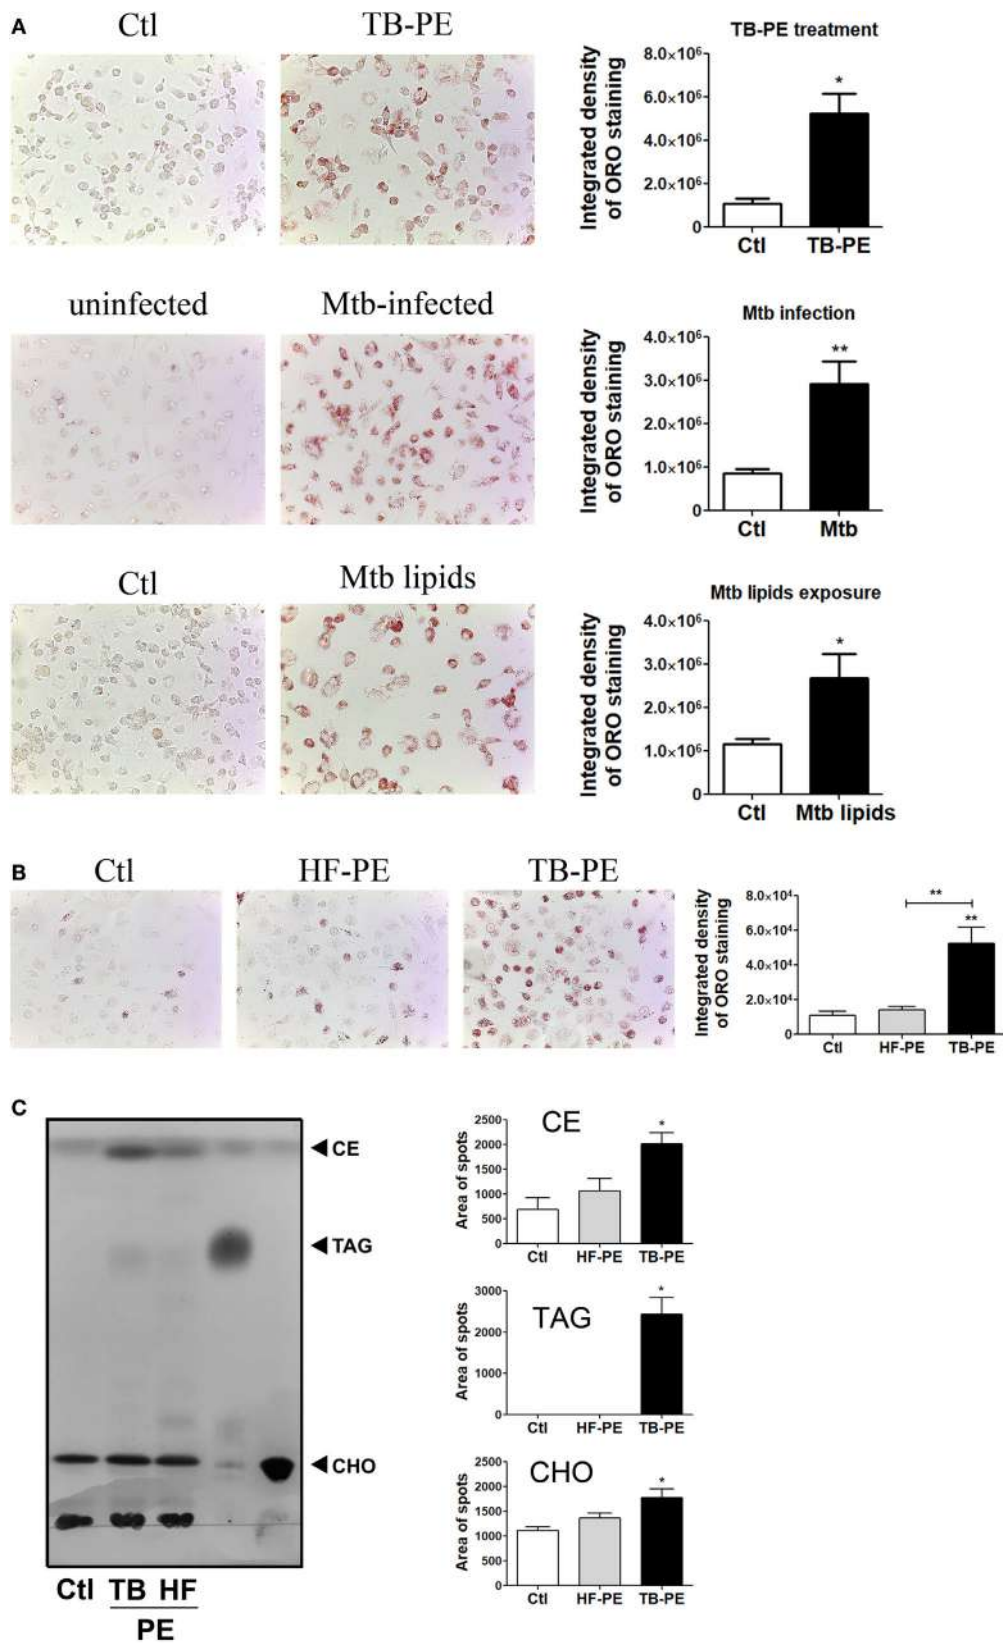 A
Ctl
TB-PE
TB-PE treatment
Integrated density
of ORO staining
8.0×10⁶
6.0×10⁶
4.0×10⁶
2.0×10⁶
0
*
Ctl
TB-PE
uninfected
Mtb-infected
Mtb infection
Integrated density
of ORO staining
4.0×10⁶
3.0×10⁶
2.0×10⁶
1.0×10⁶
0
**
Ctl
Mtb
Ctl
Mtb lipids
Mtb lipids exposure
Integrated density
of ORO staining
4.0×10⁶
3.0×10⁶
2.0×10⁶
1.0×10⁶
0
*
Ctl
Mtb lipids
B
Ctl
HF-PE
TB-PE
Integrated density
of ORO staining
8.0×10⁴
6.0×10⁴
4.0×10⁴
2.0×10⁴
0
**
**
Ctl
HF-PE
TB-PE
C
CE
TAG
CHO
Ctl
TB
HF
PE
CE
Area of spots
2500
2000
1500
1000
500
0
*
Ctl
HF-PE
TB-PE
TAG
Area of spots
3000
2000
1000
0
*
Ctl
HF-PE
TB-PE
CHO
Area of spots
2500
2000
1500
1000
500
0
*
Ctl
HF-PE
TB-PE